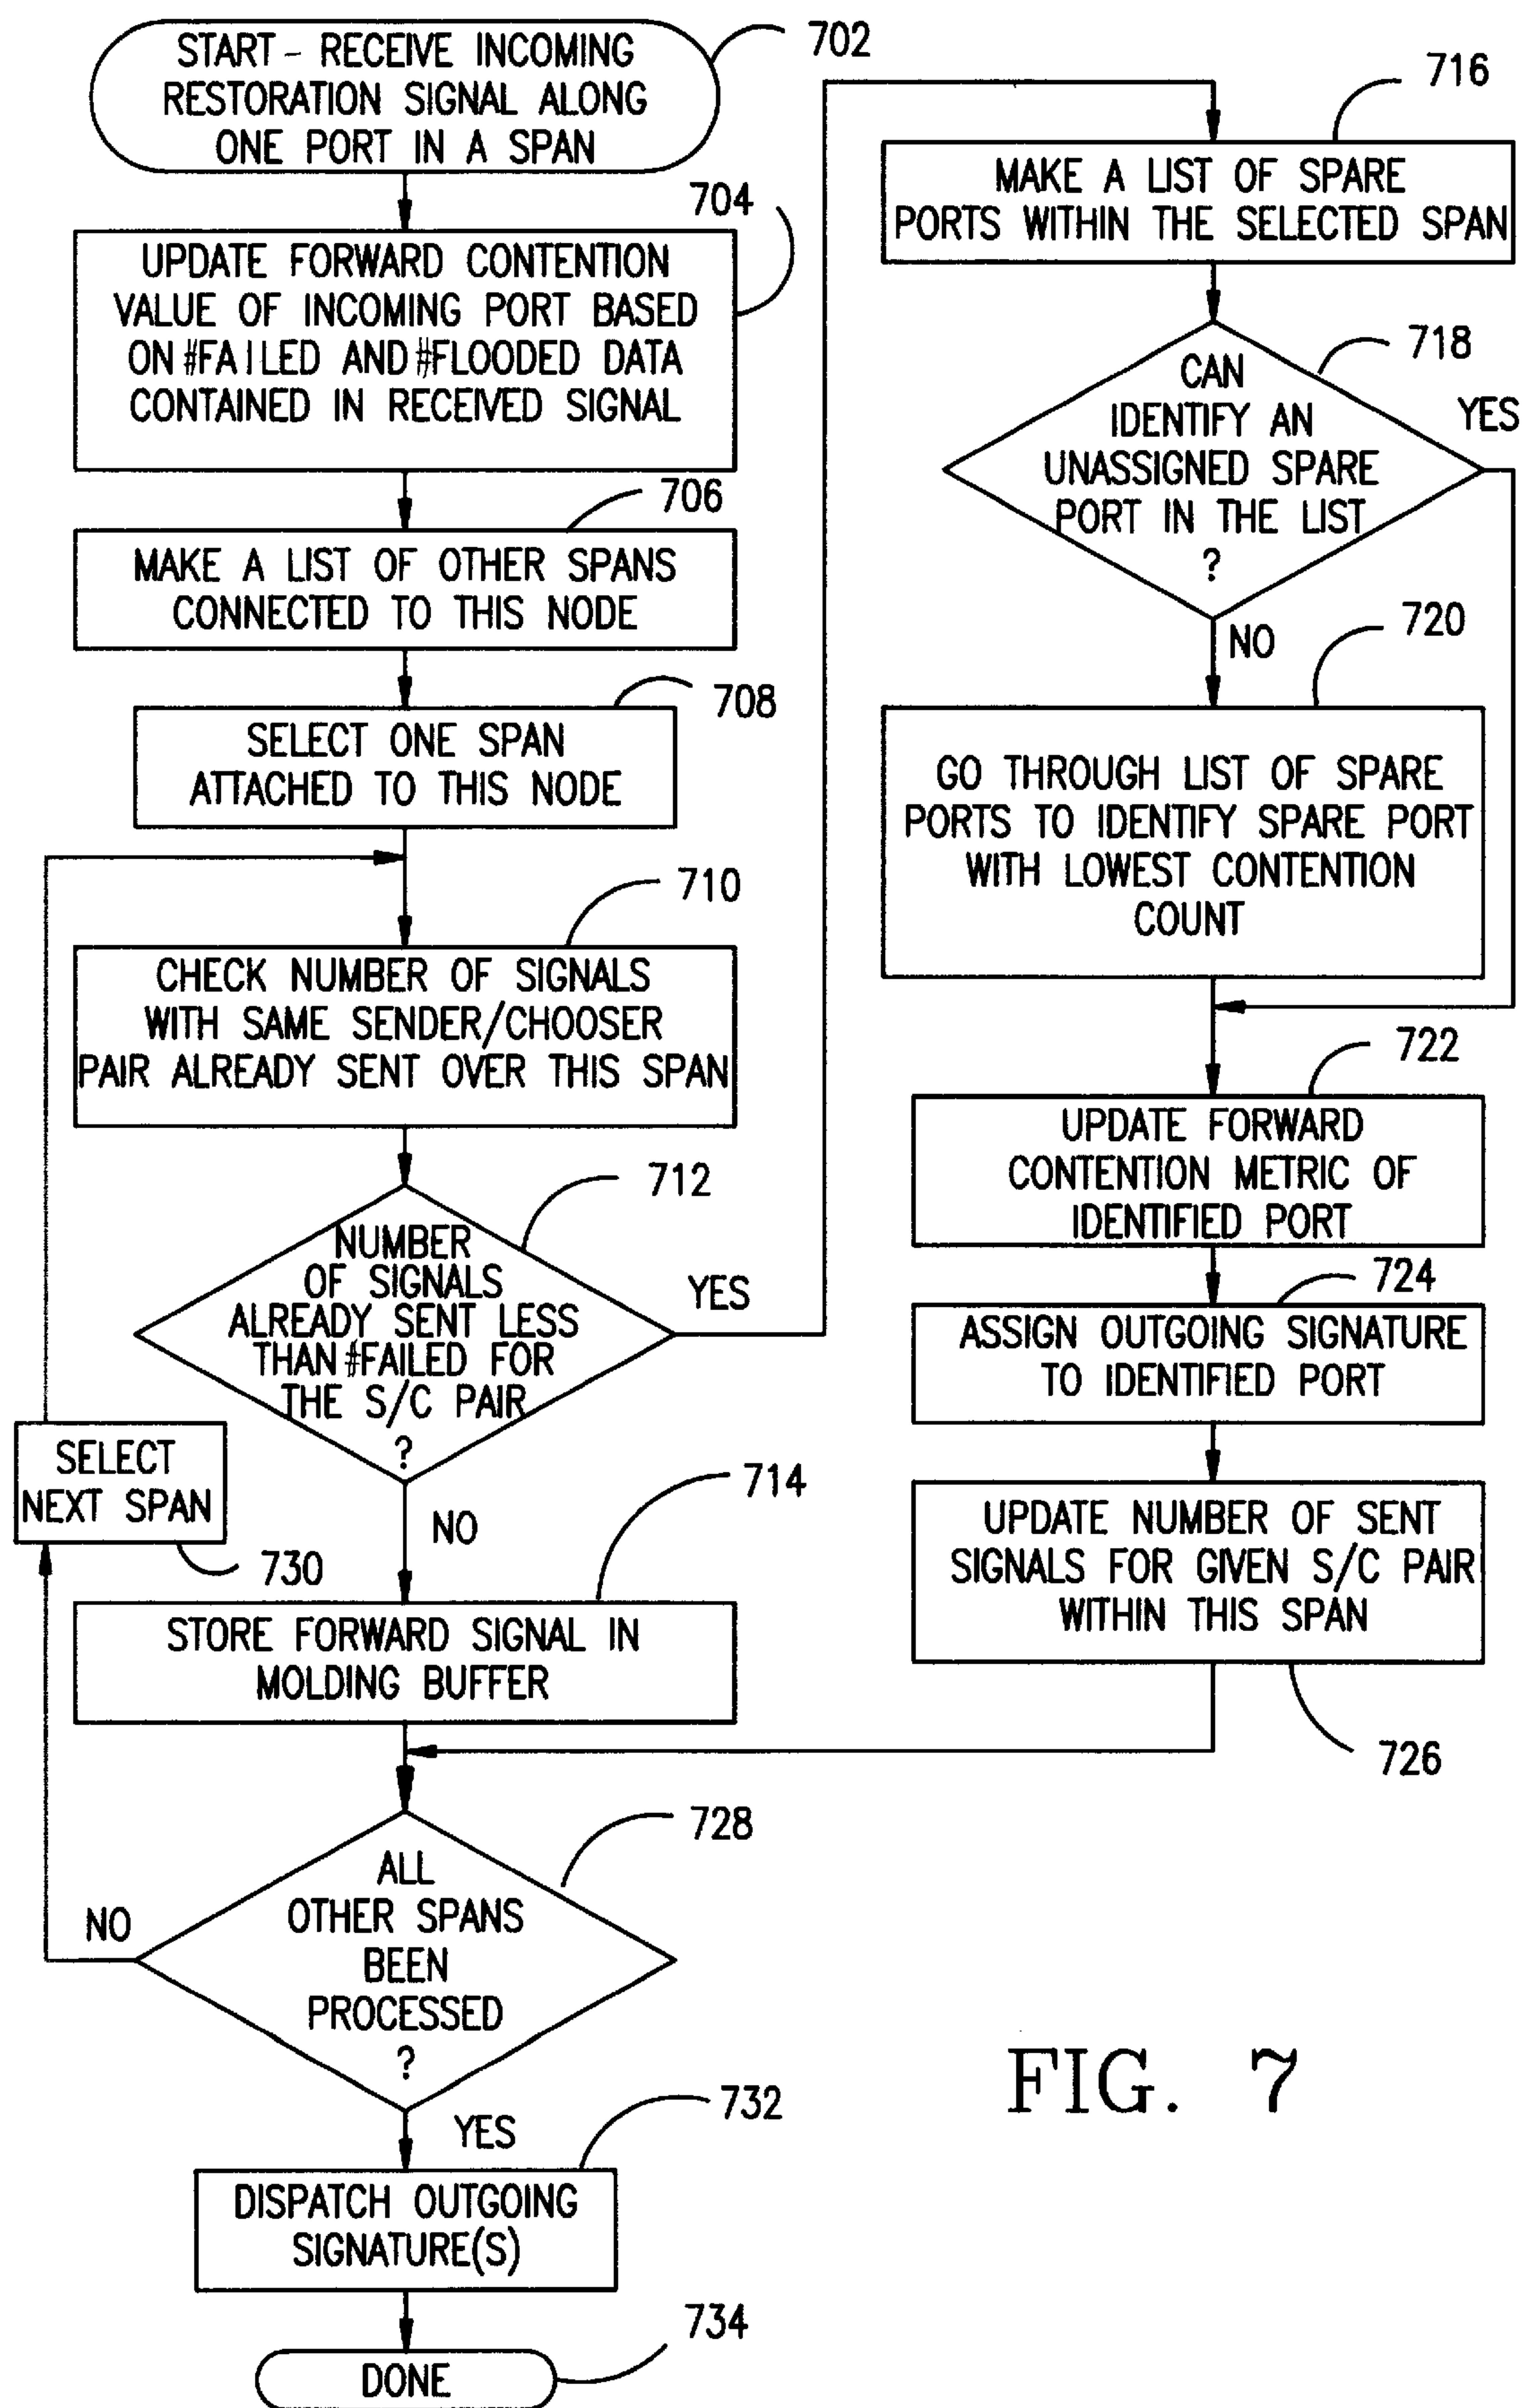 START - RECEIVE INCOMING
RESTORATION SIGNAL ALONG
ONE PORT IN A SPAN
702
UPDATE FORWARD CONTENTION
VALUE OF INCOMING PORT BASED
ON #FAILED AND #FLOODED DATA
CONTAINED IN RECEIVED SIGNAL
704
MAKE A LIST OF OTHER SPANS
CONNECTED TO THIS NODE
706
SELECT ONE SPAN
ATTACHED TO THIS NODE
708
CHECK NUMBER OF SIGNALS
WITH SAME SENDER/CHOOSER
PAIR ALREADY SENT OVER THIS SPAN
710
NUMBER
OF SIGNALS
ALREADY SENT LESS
THAN #FAILED FOR
THE S/C PAIR
?
712
YES
NO
STORE FORWARD SIGNAL IN
MOLDING BUFFER
714
MAKE A LIST OF SPARE
PORTS WITHIN THE SELECTED SPAN
716
CAN
IDENTIFY AN
UNASSIGNED SPARE
PORT IN THE LIST
?
718
YES
NO
GO THROUGH LIST OF SPARE
PORTS TO IDENTIFY SPARE PORT
WITH LOWEST CONTENTION
COUNT
720
UPDATE FORWARD
CONTENTION METRIC OF
IDENTIFIED PORT
722
ASSIGN OUTGOING SIGNATURE
TO IDENTIFIED PORT
724
UPDATE NUMBER OF SENT
SIGNALS FOR GIVEN S/C PAIR
WITHIN THIS SPAN
726
ALL
OTHER SPANS
BEEN
PROCESSED
?
728
NO
SELECT
NEXT SPAN
730
YES
DISPATCH OUTGOING
SIGNATURE(S)
732
DONE
734
FIG. 7